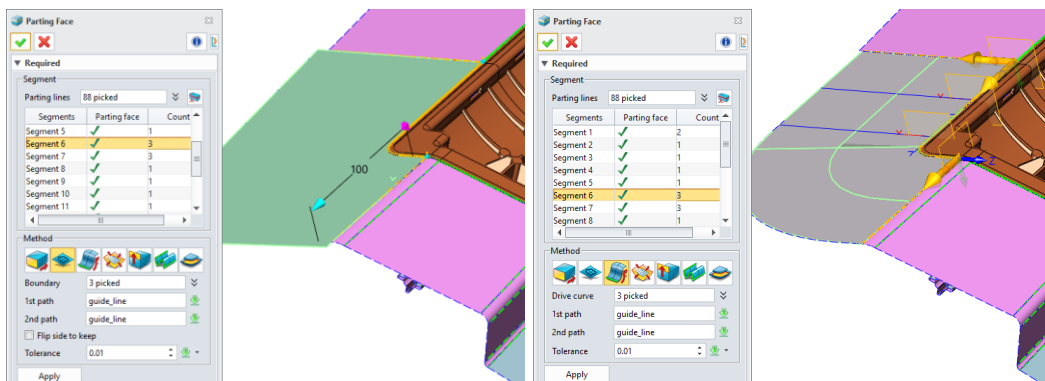 Parting Face
Required
Segment
Parting lines 88 picked
Segments Parting face Count
Segment 5 1
Segment 6 3
Segment 7 3
Segment 8 1
Segment 9 1
Segment 10 1
Segment 11 1
Method
Boundary 3 picked
1st path guide_line
2nd path guide_line
Flip side to keep
Tolerance 0.01
Apply
100
Parting Face
Required
Segment
Parting lines 88 picked
Segments Parting face Count
Segment 1 2
Segment 2 1
Segment 3 1
Segment 4 1
Segment 5 1
Segment 6 3
Segment 7 3
Segment 8 1
Method
Drive curve 3 picked
1st path guide_line
2nd path guide_line
Tolerance 0.01
Apply
Z